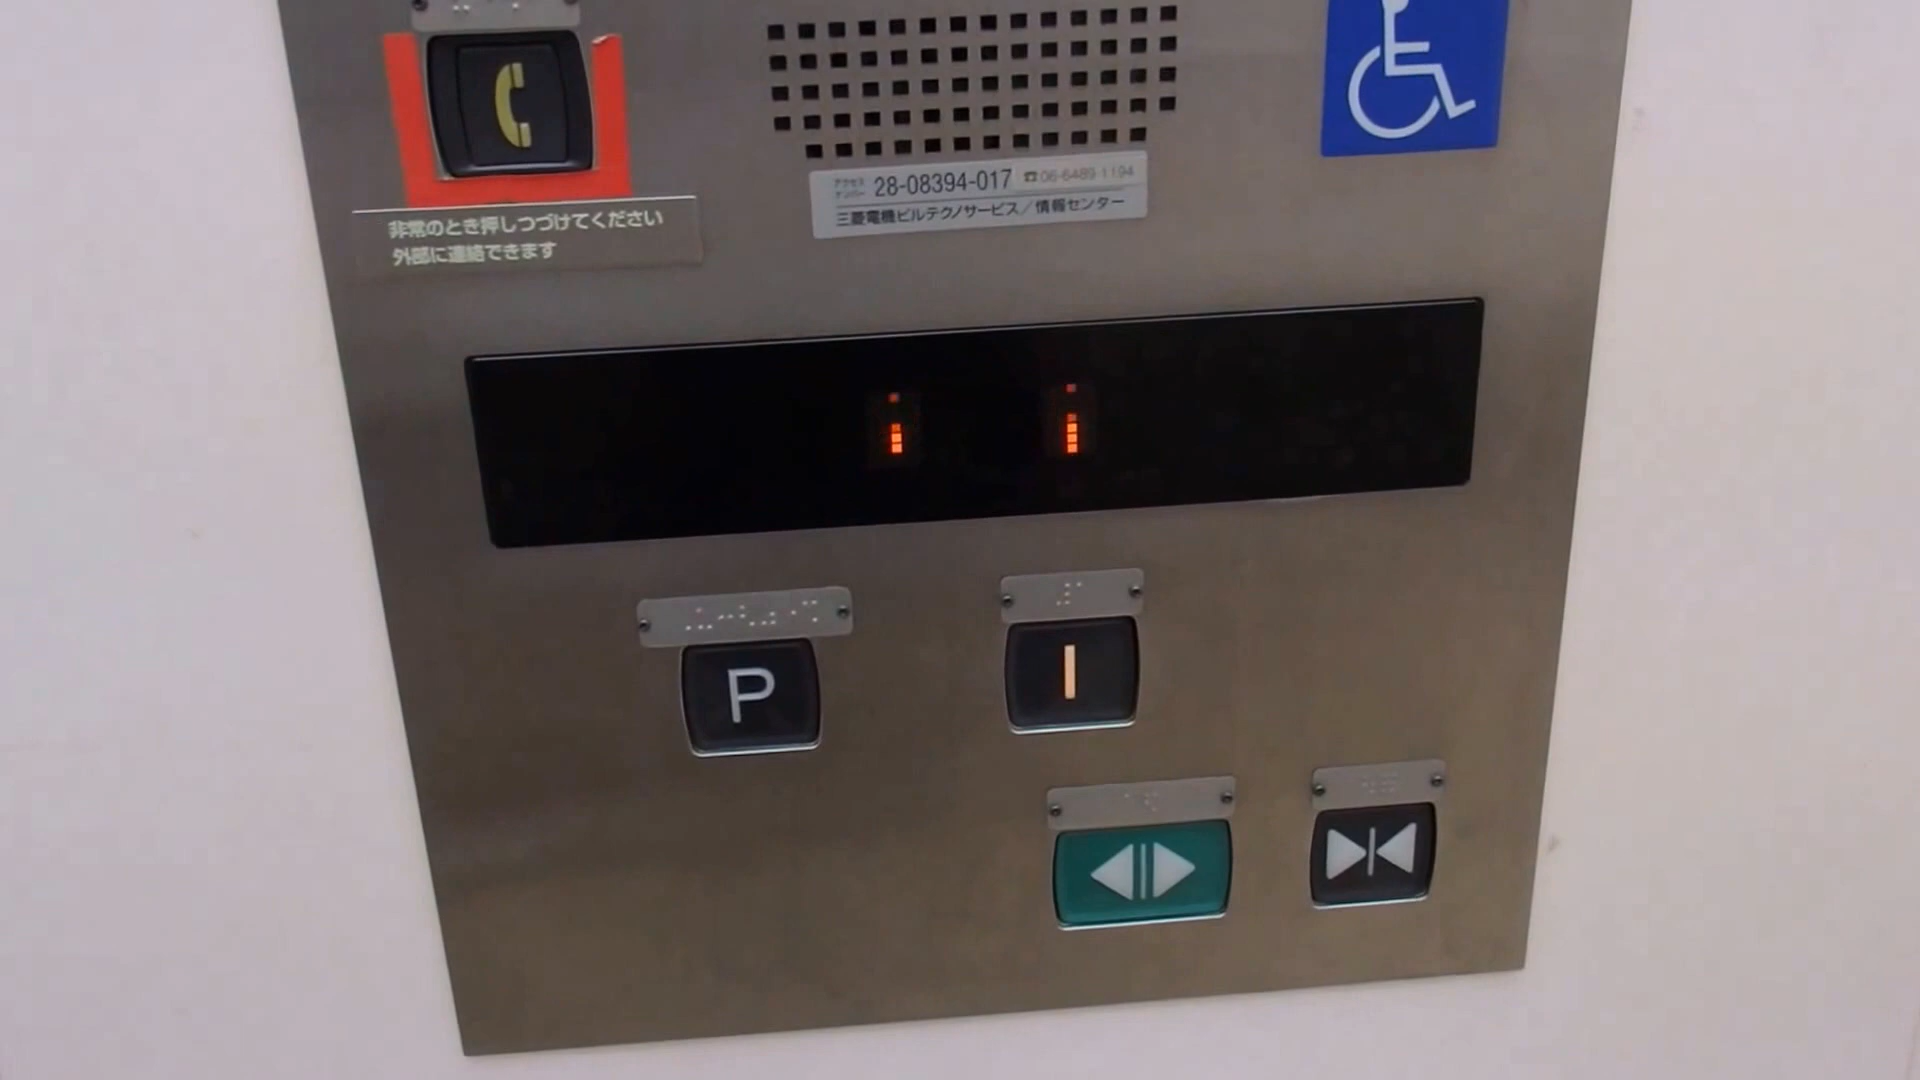 非常のとき押しつづけてください
外部に連絡できます
アクセスナンバー 28-08394-017 ☎06-6489-1194
三菱電機ビルテクノサービス/情報センター
P
1